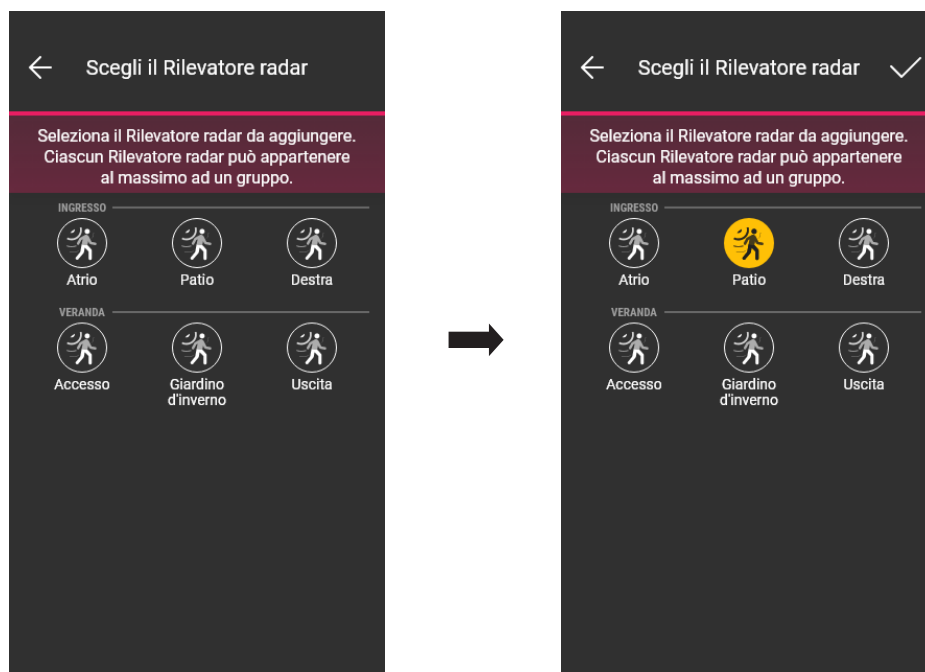 Scegli il Rilevatore radar
Seleziona il Rilevatore radar da aggiungere.
Ciascun Rilevatore radar può appartenere
al massimo ad un gruppo.
INGRESSO
Atrio Patio Destra
VERANDA
Accesso Giardino d'inverno Uscita
Scegli il Rilevatore radar
Seleziona il Rilevatore radar da aggiungere.
Ciascun Rilevatore radar può appartenere
al massimo ad un gruppo.
INGRESSO
Atrio Patio Destra
VERANDA
Accesso Giardino d'inverno Uscita